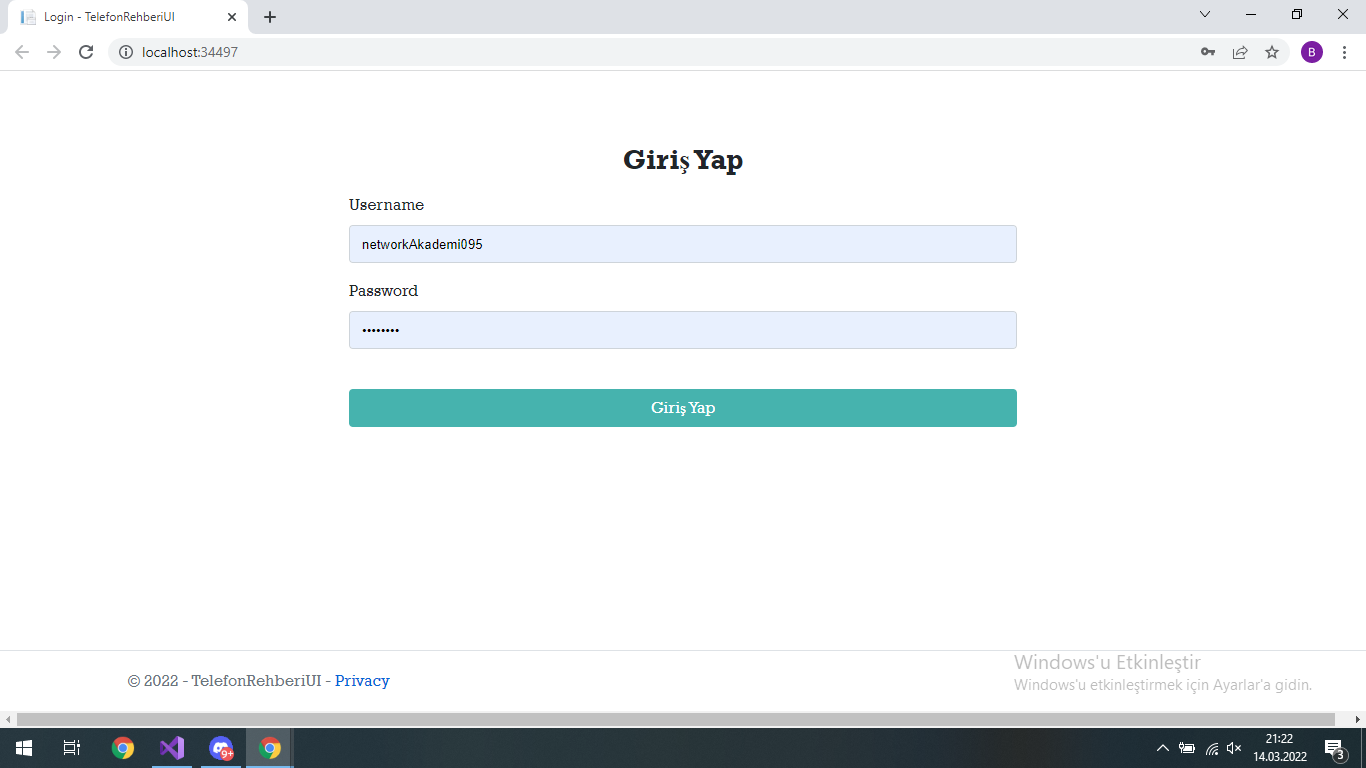 Login - TelefonRehberiUI
localhost:34497
B
Giriş Yap
Username
networkAkademi095
Password
••••••••
Giriş Yap
© 2022 - TelefonRehberiUI - Privacy
Windows'u Etkinleştir
Windows'u etkinleştirmek için Ayarlar'a gidin.
9+
21:22
14.03.2022
3